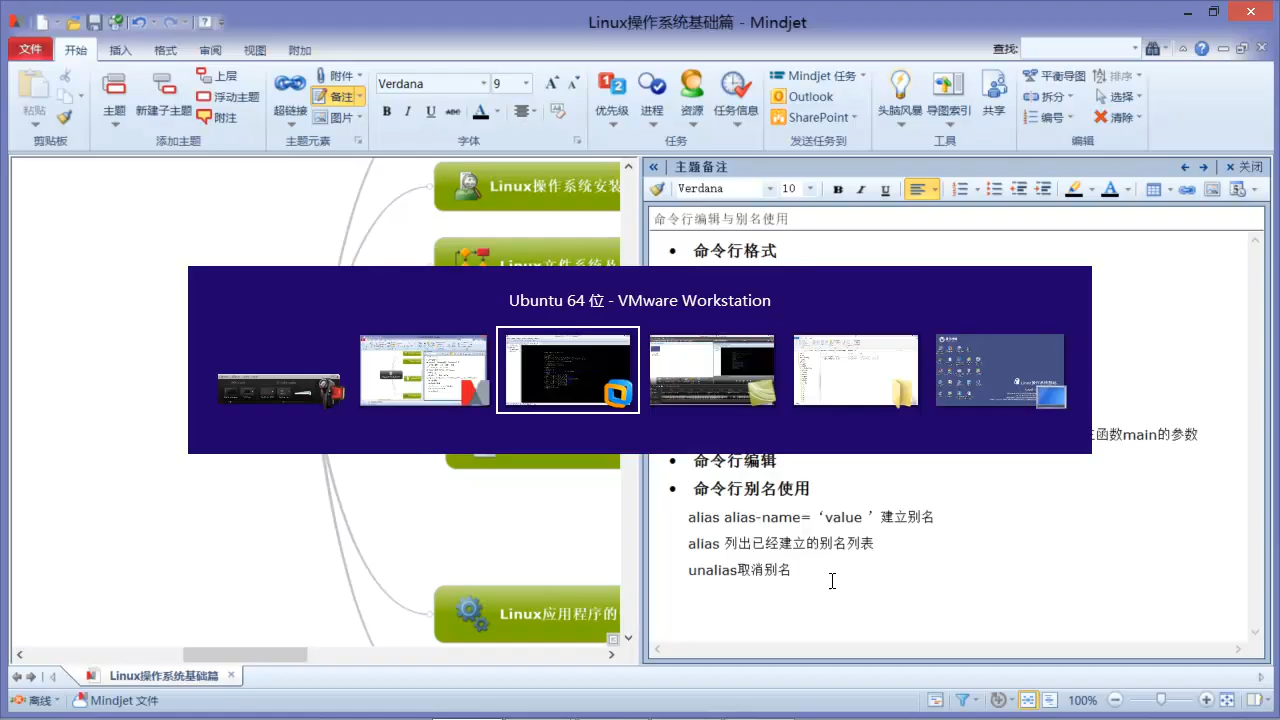 Linux操作系统基础篇 - Mindjet
文件 开始 插入 格式 审阅 视图 附加 查找:
粘贴 剪贴板
主题 新建子主题 上层 浮动主题 附注 添加主题
超链接 附件 备注 图片 主题元素
Verdana 9 字体
优先级 进程 资源 任务信息 任务
Mindjet 任务 Outlook SharePoint 发送任务到
头脑风暴 导图索引 共享 工具
平衡导图 排序 拆分 选择 编号 清除 编辑
Linux操作系统安装
Linux文件系统及
主题备注 关闭
Verdana 10
命令行编辑与别名使用
• 命令行格式
Ubuntu 64 位 - VMware Workstation
函数main的参数
• 命令行编辑
• 命令行别名使用
alias alias-name=‘value ’建立别名
alias 列出已经建立的别名列表
unalias取消别名
Linux应用程序的
Linux操作系统基础篇
离线 Mindjet 文件 100%